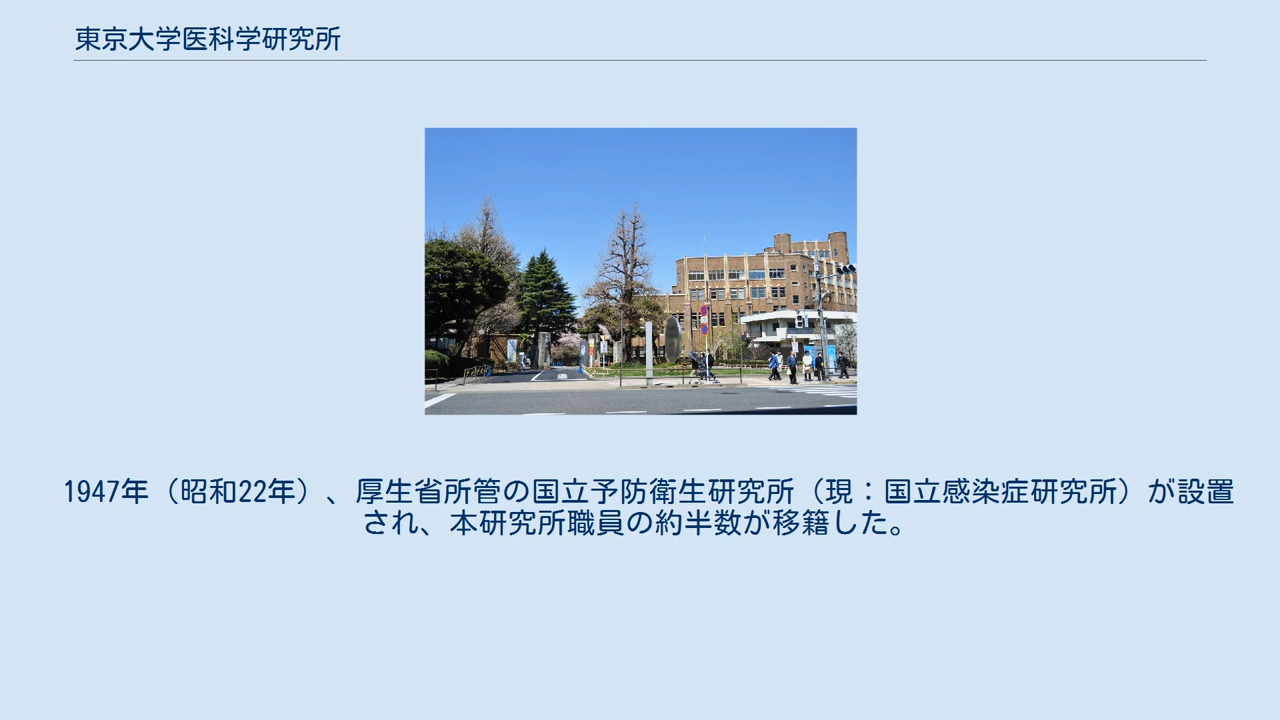 東京大学医科学研究所
1947年（昭和22年）、厚生省所管の国立予防衛生研究所（現：国立感染症研究所）が設置
され、本研究所職員の約半数が移籍した。